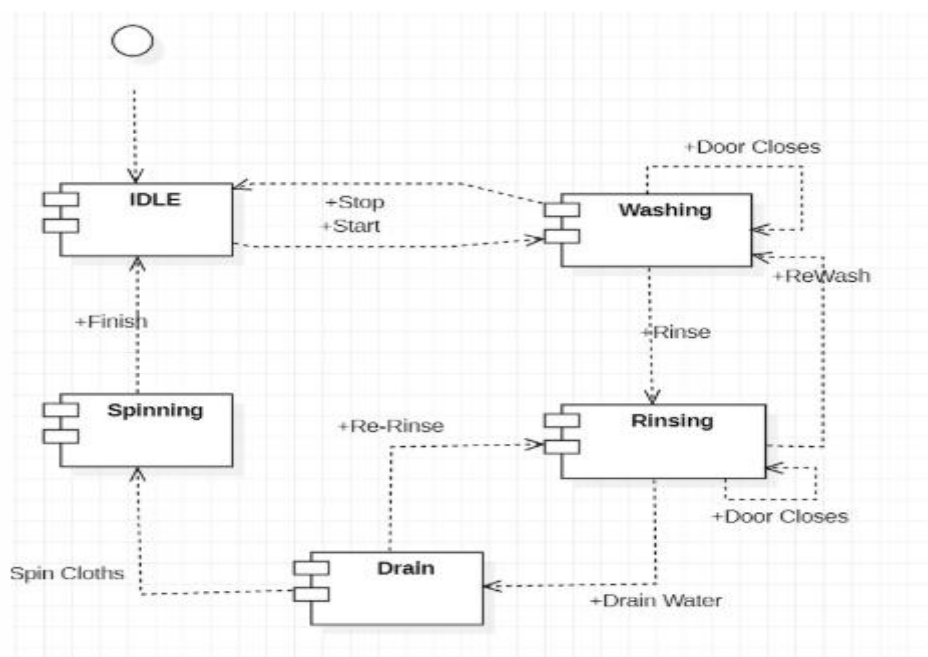 +Door Closes
IDLE
+Stop
+Start
Washing
+ReWash
+Finish
+Rinse
Spinning
+Re-Rinse
Rinsing
+Door Closes
Drain
Spin Cloths
+Drain Water